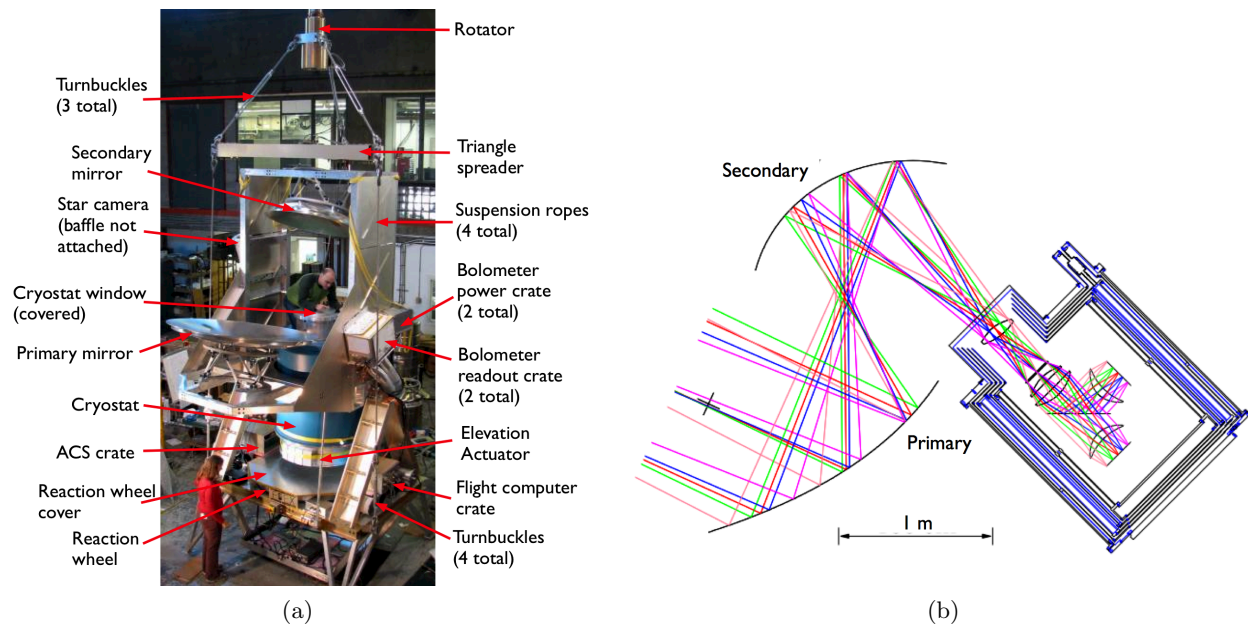 Rotator
Turnbuckles
(3 total)
Secondary
mirror
Triangle
spreader
Star camera
(baffle not
attached)
Suspension ropes
(4 total)
Bolometer
power crate
(2 total)
Cryostat window
(covered)
Primary mirror
Bolometer
readout crate
(2 total)
Cryostat
Elevation
Actuator
ACS crate
Flight computer
crate
Reaction wheel
cover
Reaction
wheel
Turnbuckles
(4 total)
(a)
Secondary
Primary
1 m
(b)